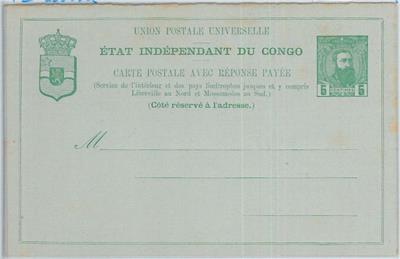 UNION POSTALE UNIVERSELLE
ÉTAT INDÉPENDANT DU CONGO
CARTE POSTALE AVEC RÉPONSE PAYÉE
(Service de l'intérieur et des pays limitrophes jusques et y compris
Libreville au Nord et Mossamedes au Sud.)
(Côté réservé à l'adresse.)
5 5
M